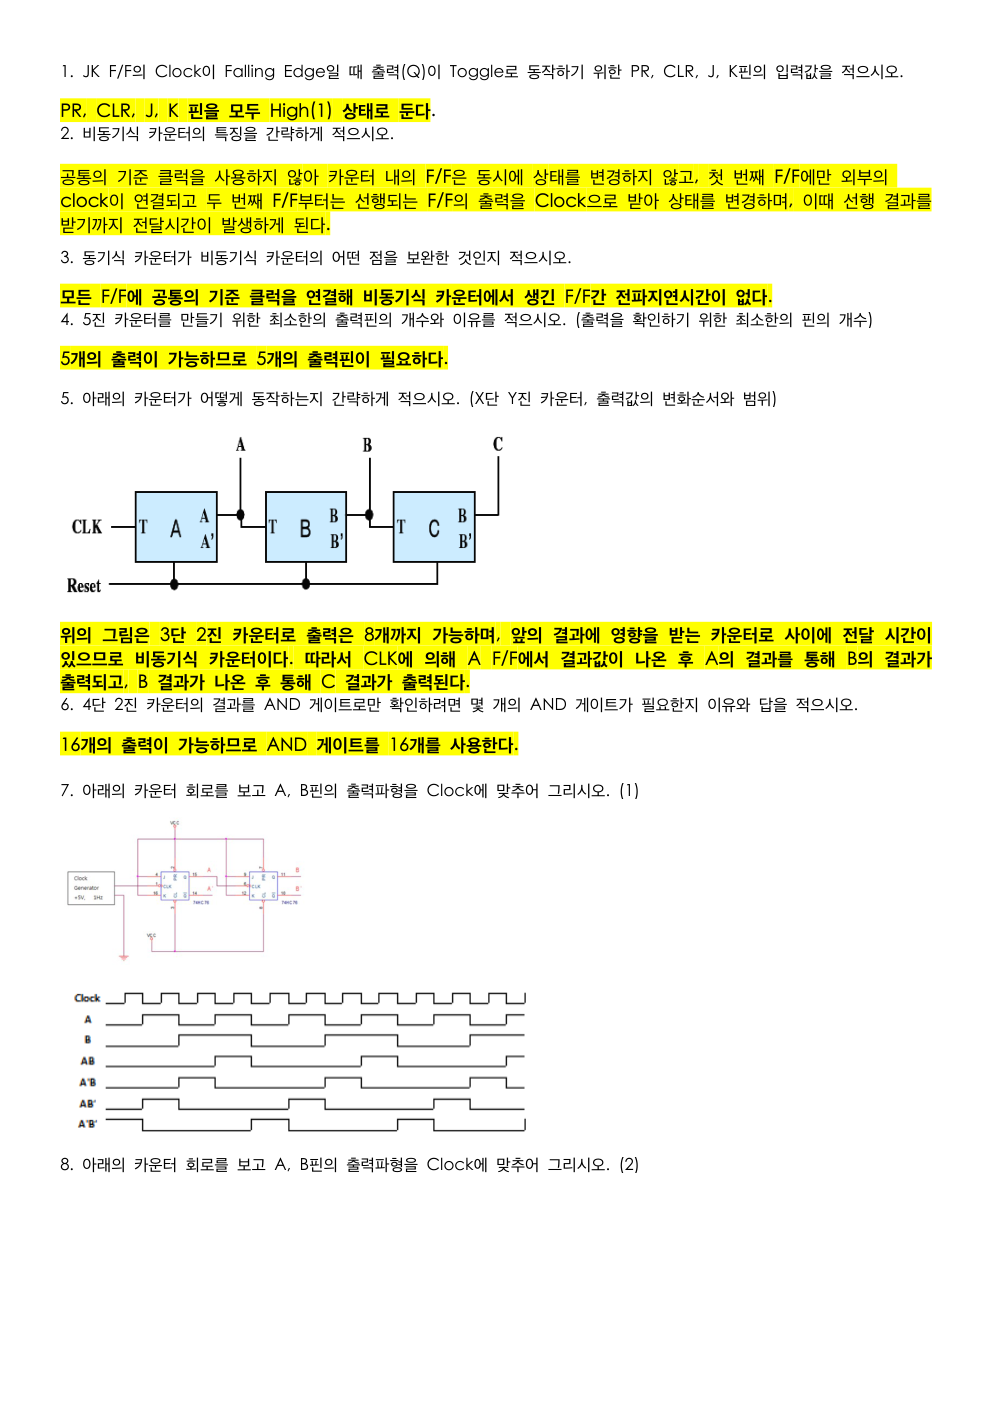 1. JK F/F의 Clock이 Falling Edge일 때 출력(Q)이 Toggle로 동작하기 위한 PR, CLR, J, K핀의 입력값을 적으시오.
PR, CLR, J, K 핀을 모두 High(1) 상태로 둔다.
2. 비동기식 카운터의 특징을 간략하게 적으시오.
공통의 기준 클럭을 사용하지 않아 카운터 내의 F/F은 동시에 상태를 변경하지 않고, 첫 번째 F/F에만 외부의
clock이 연결되고 두 번째 F/F부터는 선행되는 F/F의 출력을 Clock으로 받아 상태를 변경하며, 이때 선행 결과를
받기까지 전달시간이 발생하게 된다.
3. 동기식 카운터가 비동기식 카운터의 어떤 점을 보완한 것인지 적으시오.
모든 F/F에 공통의 기준 클럭을 연결해 비동기식 카운터에서 생긴 F/F간 전파지연시간이 없다.
4. 5진 카운터를 만들기 위한 최소한의 출력핀의 개수와 이유를 적으시오. (출력을 확인하기 위한 최소한의 핀의 개수)
5개의 출력이 가능하므로 5개의 출력핀이 필요하다.
5. 아래의 카운터가 어떻게 동작하는지 간략하게 적으시오. (X단 Y진 카운터, 출력값의 변화순서와 범위)
A B C
CLK T A A A' T B B B' T C B B'
Reset
위의 그림은 3단 2진 카운터로 출력은 8개까지 가능하며, 앞의 결과에 영향을 받는 카운터로 사이에 전달 시간이
있으므로 비동기식 카운터이다. 따라서 CLK에 의해 A F/F에서 결과값이 나온 후 A의 결과를 통해 B의 결과가
출력되고, B 결과가 나온 후 통해 C 결과가 출력된다.
6. 4단 2진 카운터의 결과를 AND 게이트로만 확인하려면 몇 개의 AND 게이트가 필요한지 이유와 답을 적으시오.
16개의 출력이 가능하므로 AND 게이트를 16개를 사용한다.
7. 아래의 카운터 회로를 보고 A, B핀의 출력파형을 Clock에 맞추어 그리시오. (1)
VCC
A B
Clock
Generator
+5V, 1Hz
J CLK K
A' B'
74HC76 74HC76
VCC
Clock
A
B
AB
A'B
AB'
A'B'
8. 아래의 카운터 회로를 보고 A, B핀의 출력파형을 Clock에 맞추어 그리시오. (2)